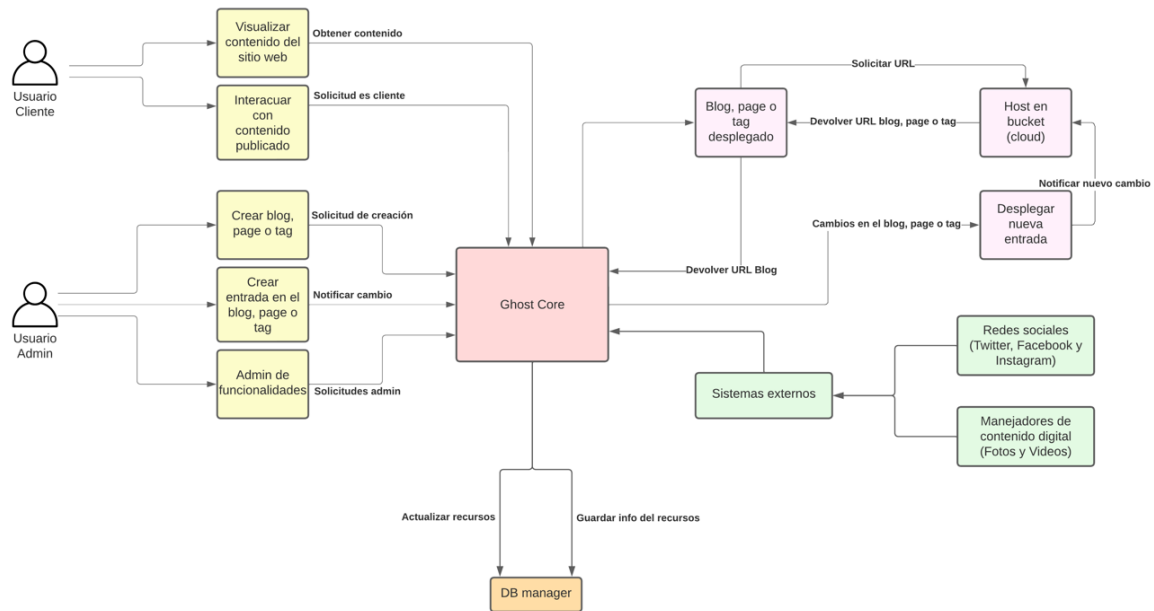 Usuario
Cliente
Visualizar
contenido del
sitio web
Obtener contenido
Interacuar
con
contenido
publicado
Solicitud es cliente
Usuario
Admin
Crear blog,
page o tag
Solicitud de creación
Crear
entrada en el
blog, page o
tag
Notificar cambio
Admin de
funcionalidades
Solicitudes admin
Ghost Core
Blog, page o
tag
desplegado
Solicitar URL
Devolver URL blog, page o tag
Host en
bucket
(cloud)
Notificar nuevo cambio
Desplegar
nueva
entrada
Cambios en el blog, page o tag
Devolver URL Blog
Sistemas externos
Redes sociales
(Twitter, Facebook y
Instagram)
Manejadores de
contenido digital
(Fotos y Videos)
Actualizar recursos
Guardar info del recursos
DB manager